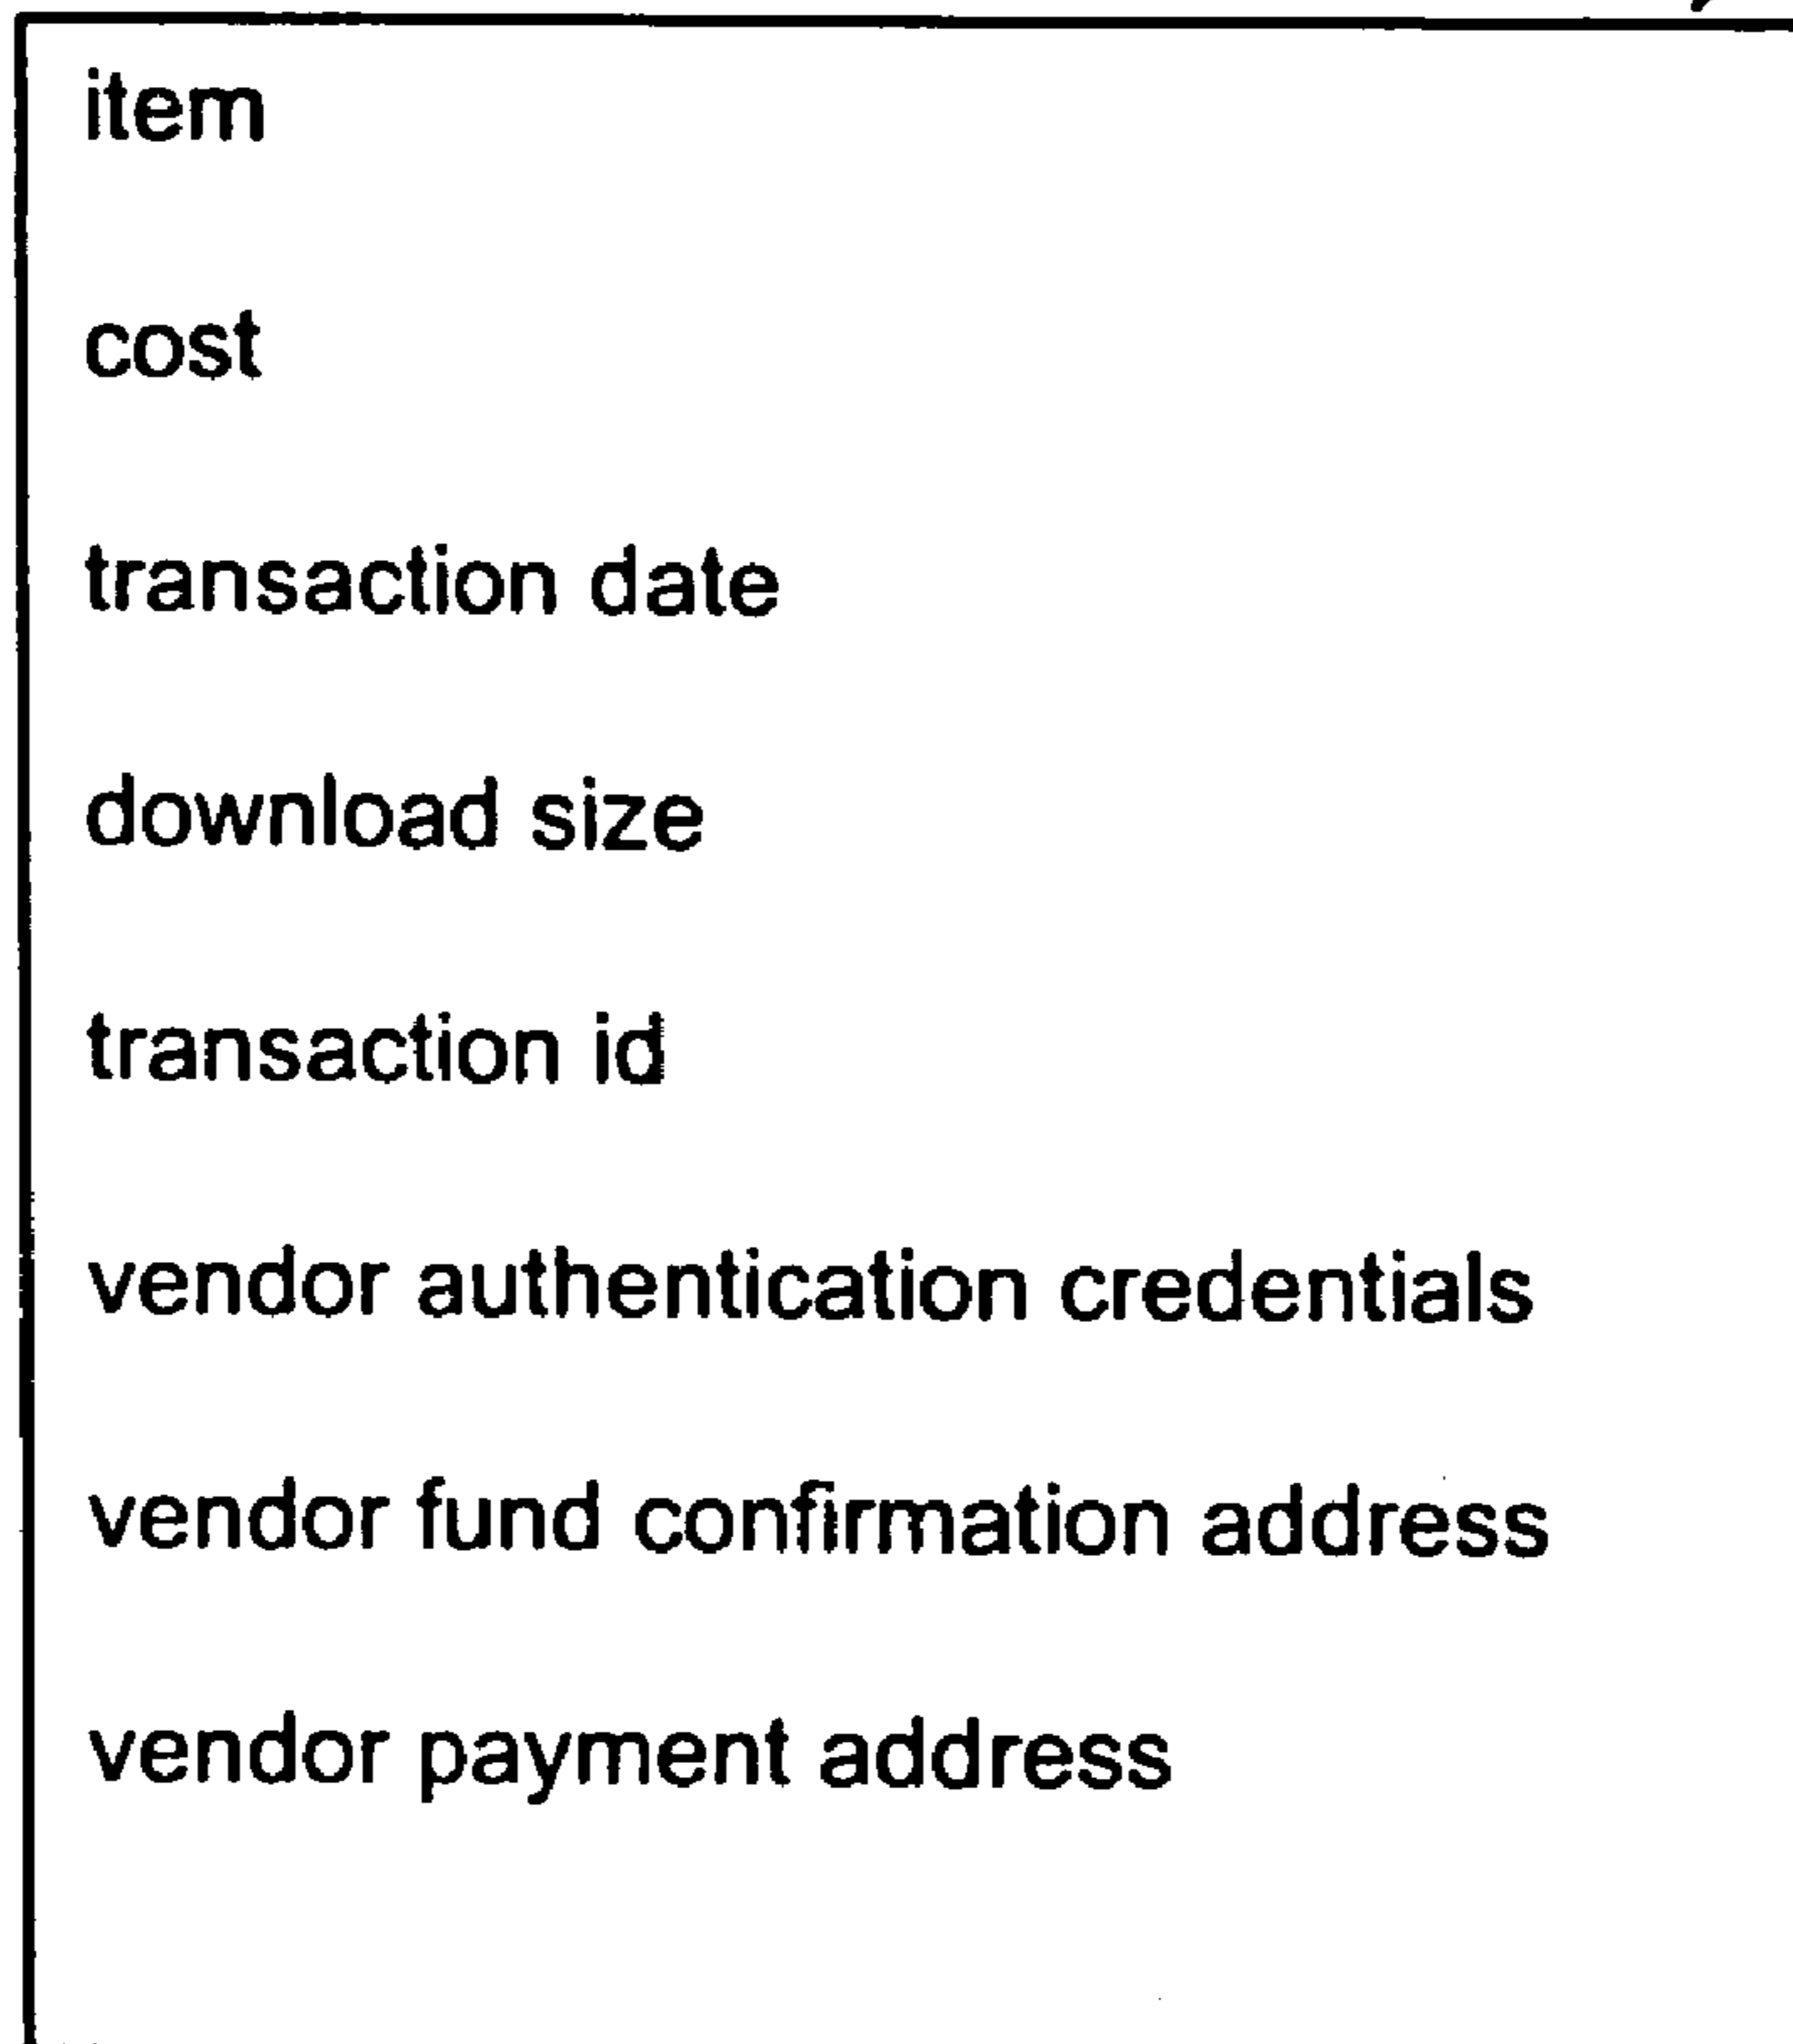 item
cost
transaction date
download size
transaction id
vendor authentication credentials
vendor fund confirmation address
vendor payment address